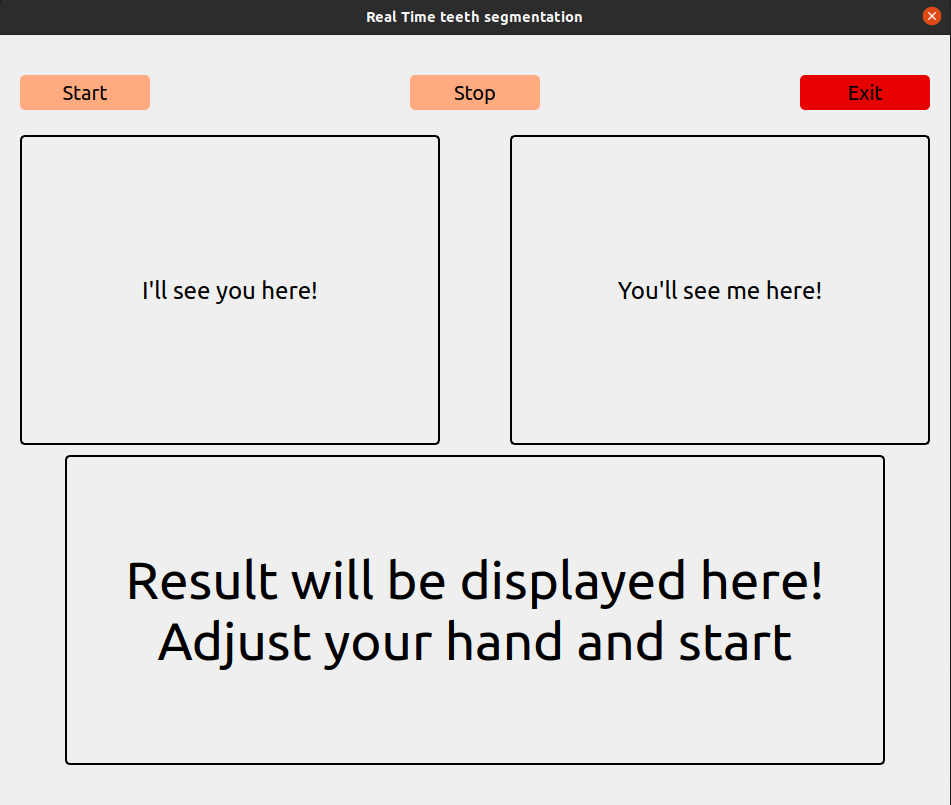 Real Time teeth segmentation
Start
Stop
Exit
I'll see you here!
You'll see me here!
Result will be displayed here!
Adjust your hand and start